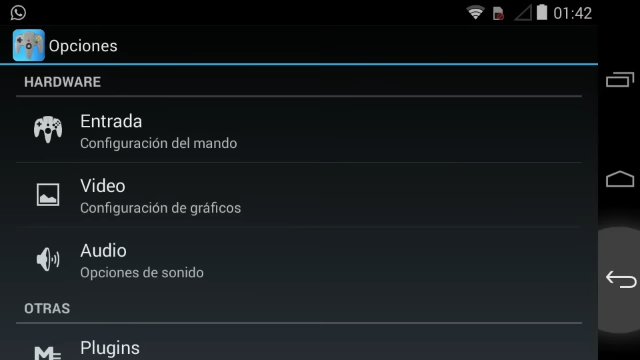 01:42
Opciones
HARDWARE
Entrada
Configuración del mando
Video
Configuración de gráficos
Audio
Opciones de sonido
OTRAS
Plugins